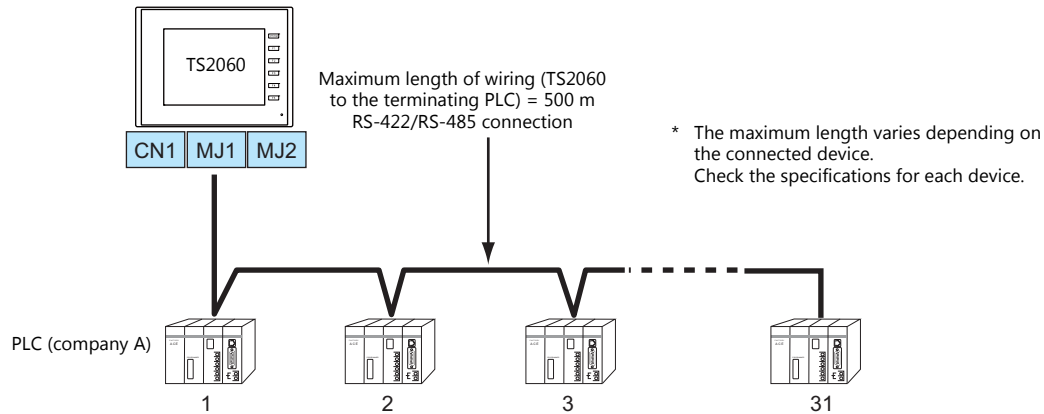 TS2060
Maximum length of wiring (TS2060
to the terminating PLC) = 500 m
RS-422/RS-485 connection
* The maximum length varies depending on
the connected device.
Check the specifications for each device.
CN1 MJ1 MJ2
PLC (company A)
1 2 3 31